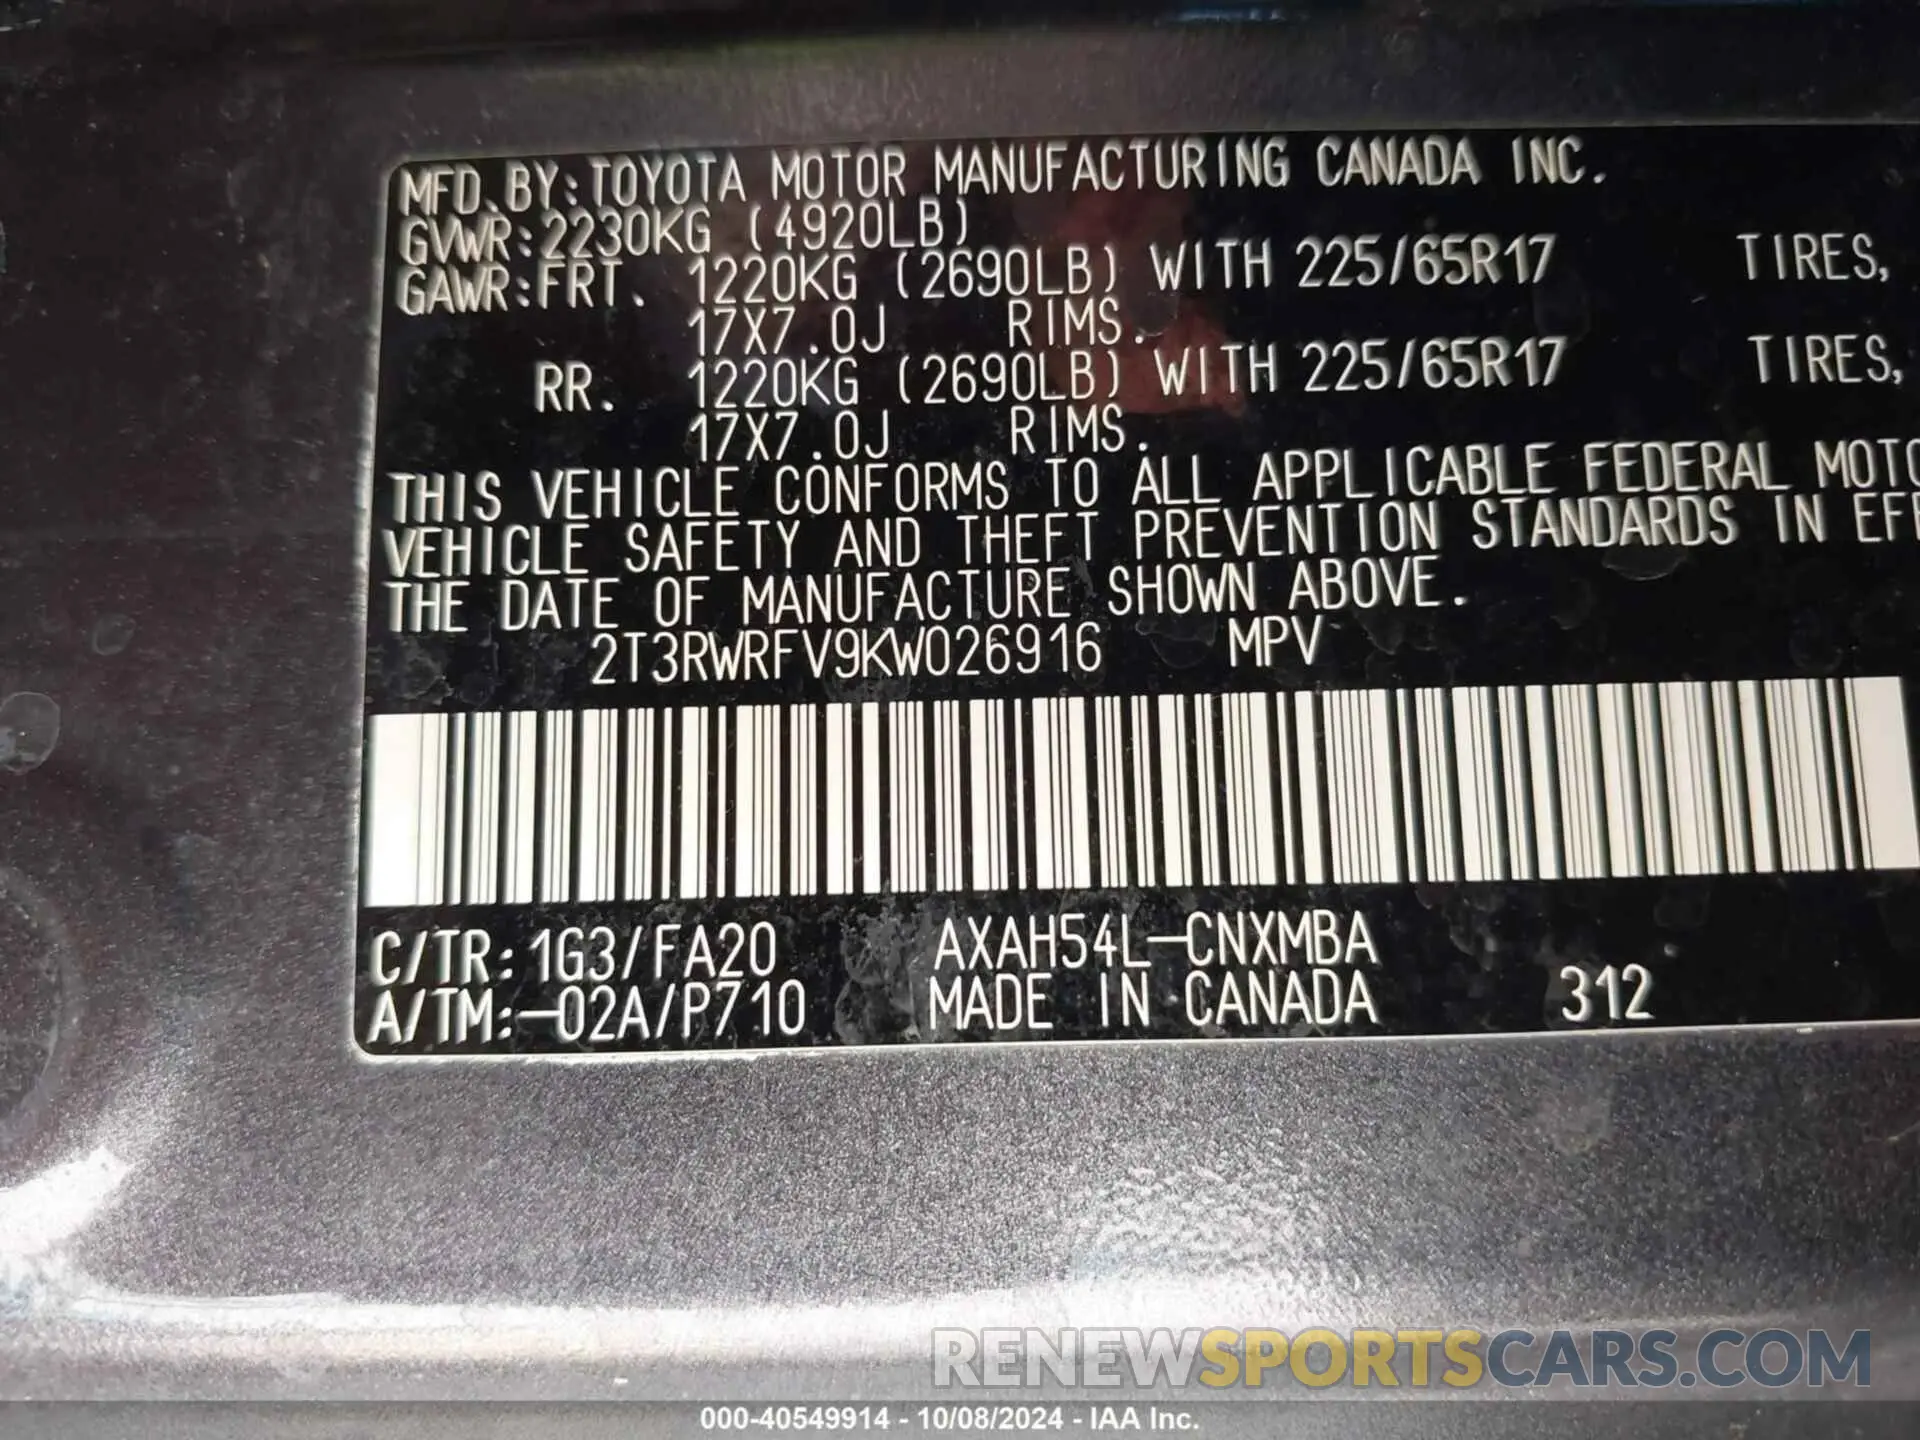 MFD. BY: TOYOTA MOTOR MANUFACTURING CANADA INC.
GVWR: 2230KG (4920LB)
GAWR: FRT. 1220KG (2690LB) WITH 225/65R17 TIRES,
17X7.0J RIMS.
RR. 1220KG (2690LB) WITH 225/65R17 TIRES,
17X7.0J RIMS.
THIS VEHICLE CONFORMS TO ALL APPLICABLE FEDERAL MOTO
VEHICLE SAFETY AND THEFT PREVENTION STANDARDS IN EFF
THE DATE OF MANUFACTURE SHOWN ABOVE.
2T3RWRFV9KW026916 MPV
C/TR: 1G3/FA20 AXAH54L-CNXMBA
A/TM:-02A/P710 MADE IN CANADA 312
RENEWSPORTSCARS.COM
000-40549914 - 10/08/2024 - IAA Inc.